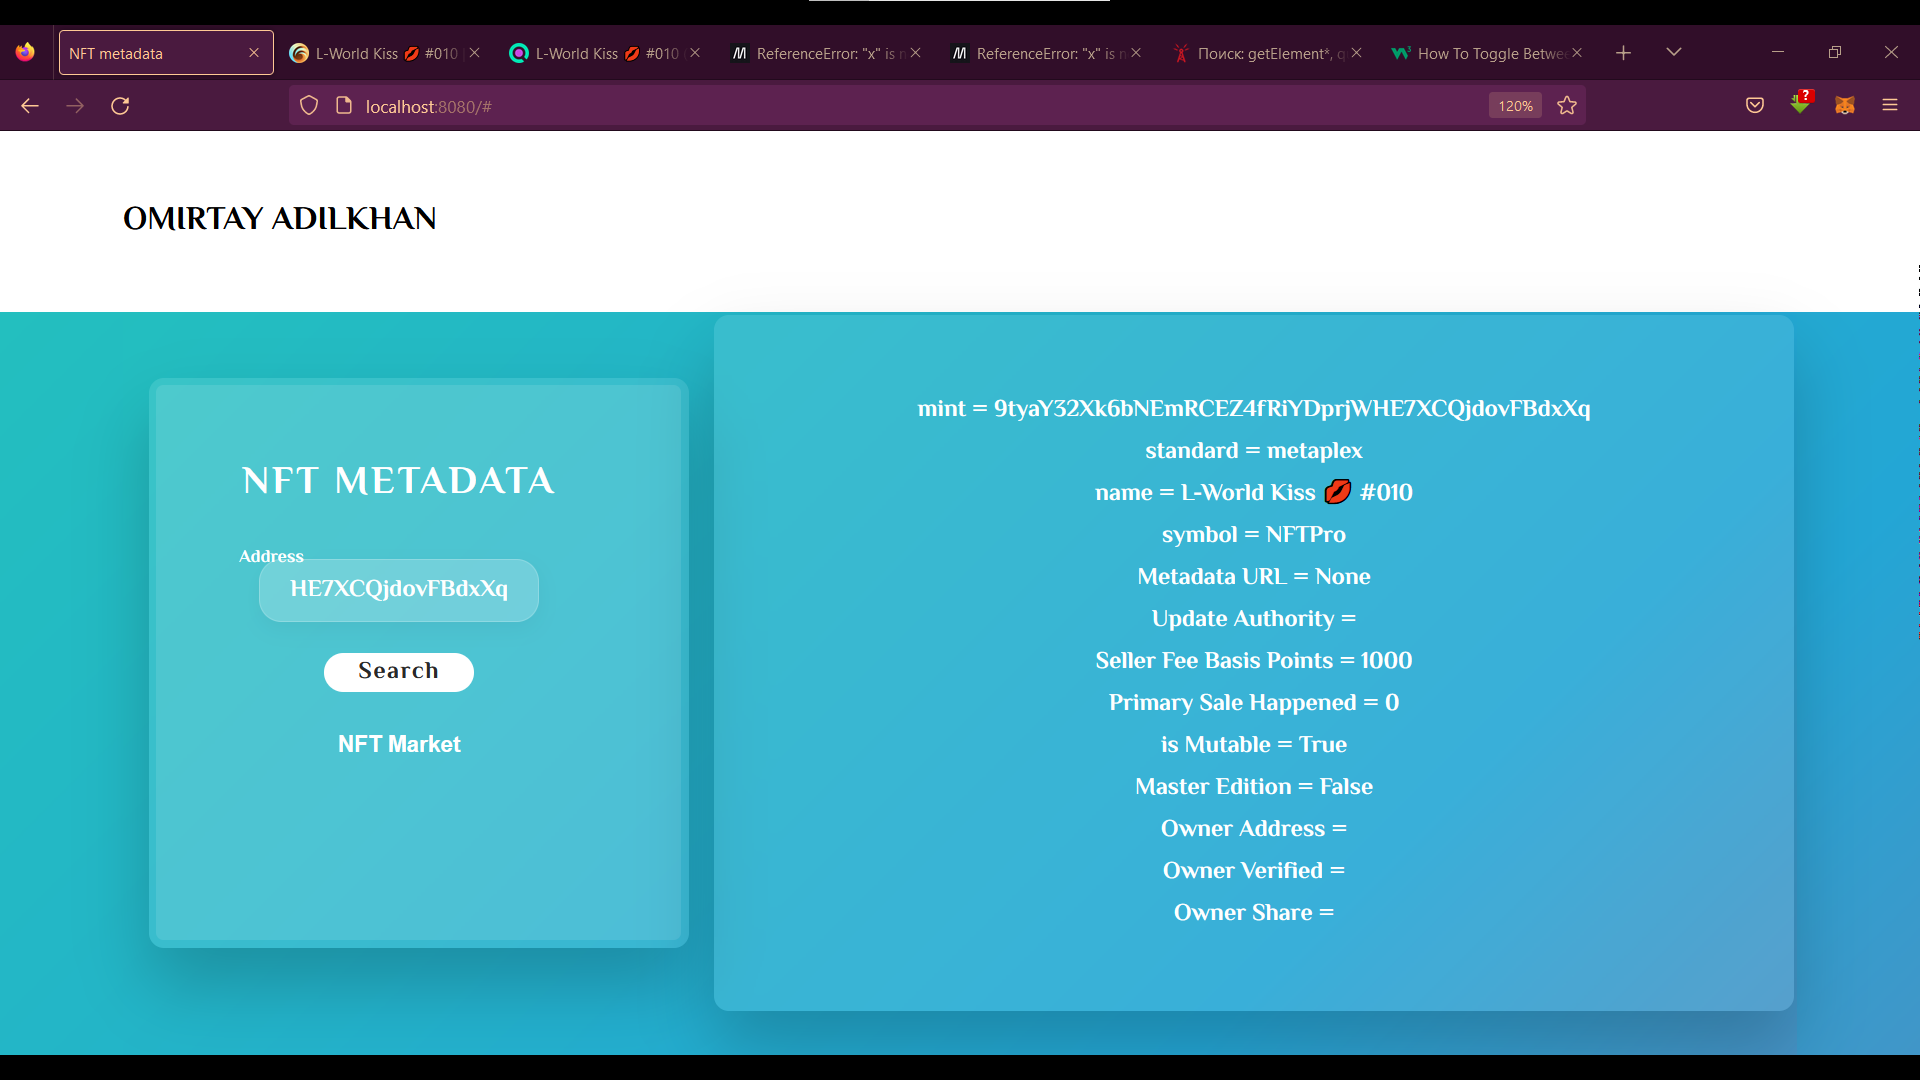 NFT metadata
L-World Kiss 💋 #010
L-World Kiss 💋 #010
ReferenceError: "x" is n
ReferenceError: "x" is n
Поиск: getElement*, q
How To Toggle Betwee
localhost:8080/#
120%
OMIRTAY ADILKHAN
NFT METADATA
Address
HE7XCQjdovFBdxXq
Search
NFT Market
mint = 9tyaY32Xk6bNEmRCEZ4fRiYDprjWHE7XCQjdovFBdxXq
standard = metaplex
name = L-World Kiss 💋 #010
symbol = NFTPro
Metadata URL = None
Update Authority =
Seller Fee Basis Points = 1000
Primary Sale Happened = 0
is Mutable = True
Master Edition = False
Owner Address =
Owner Verified =
Owner Share =